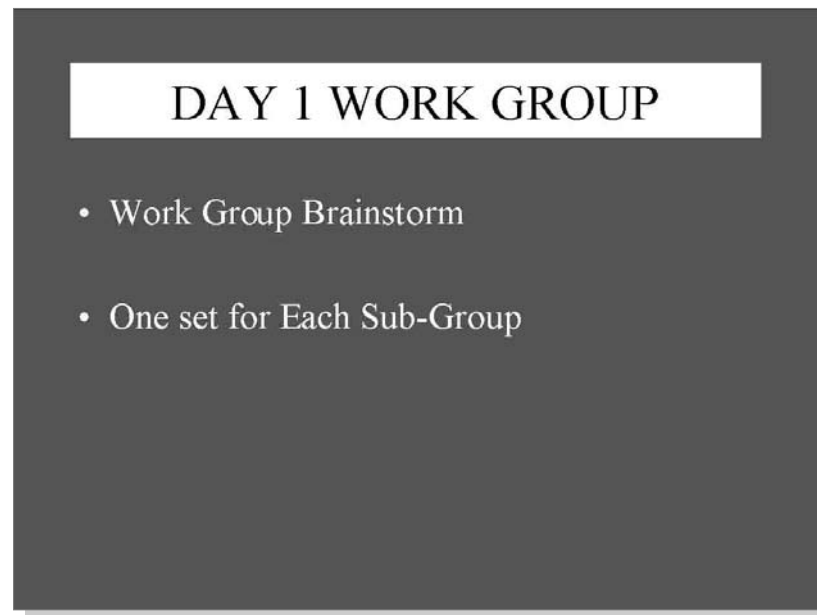 DAY 1 WORK GROUP
• Work Group Brainstorm
• One set for Each Sub-Group